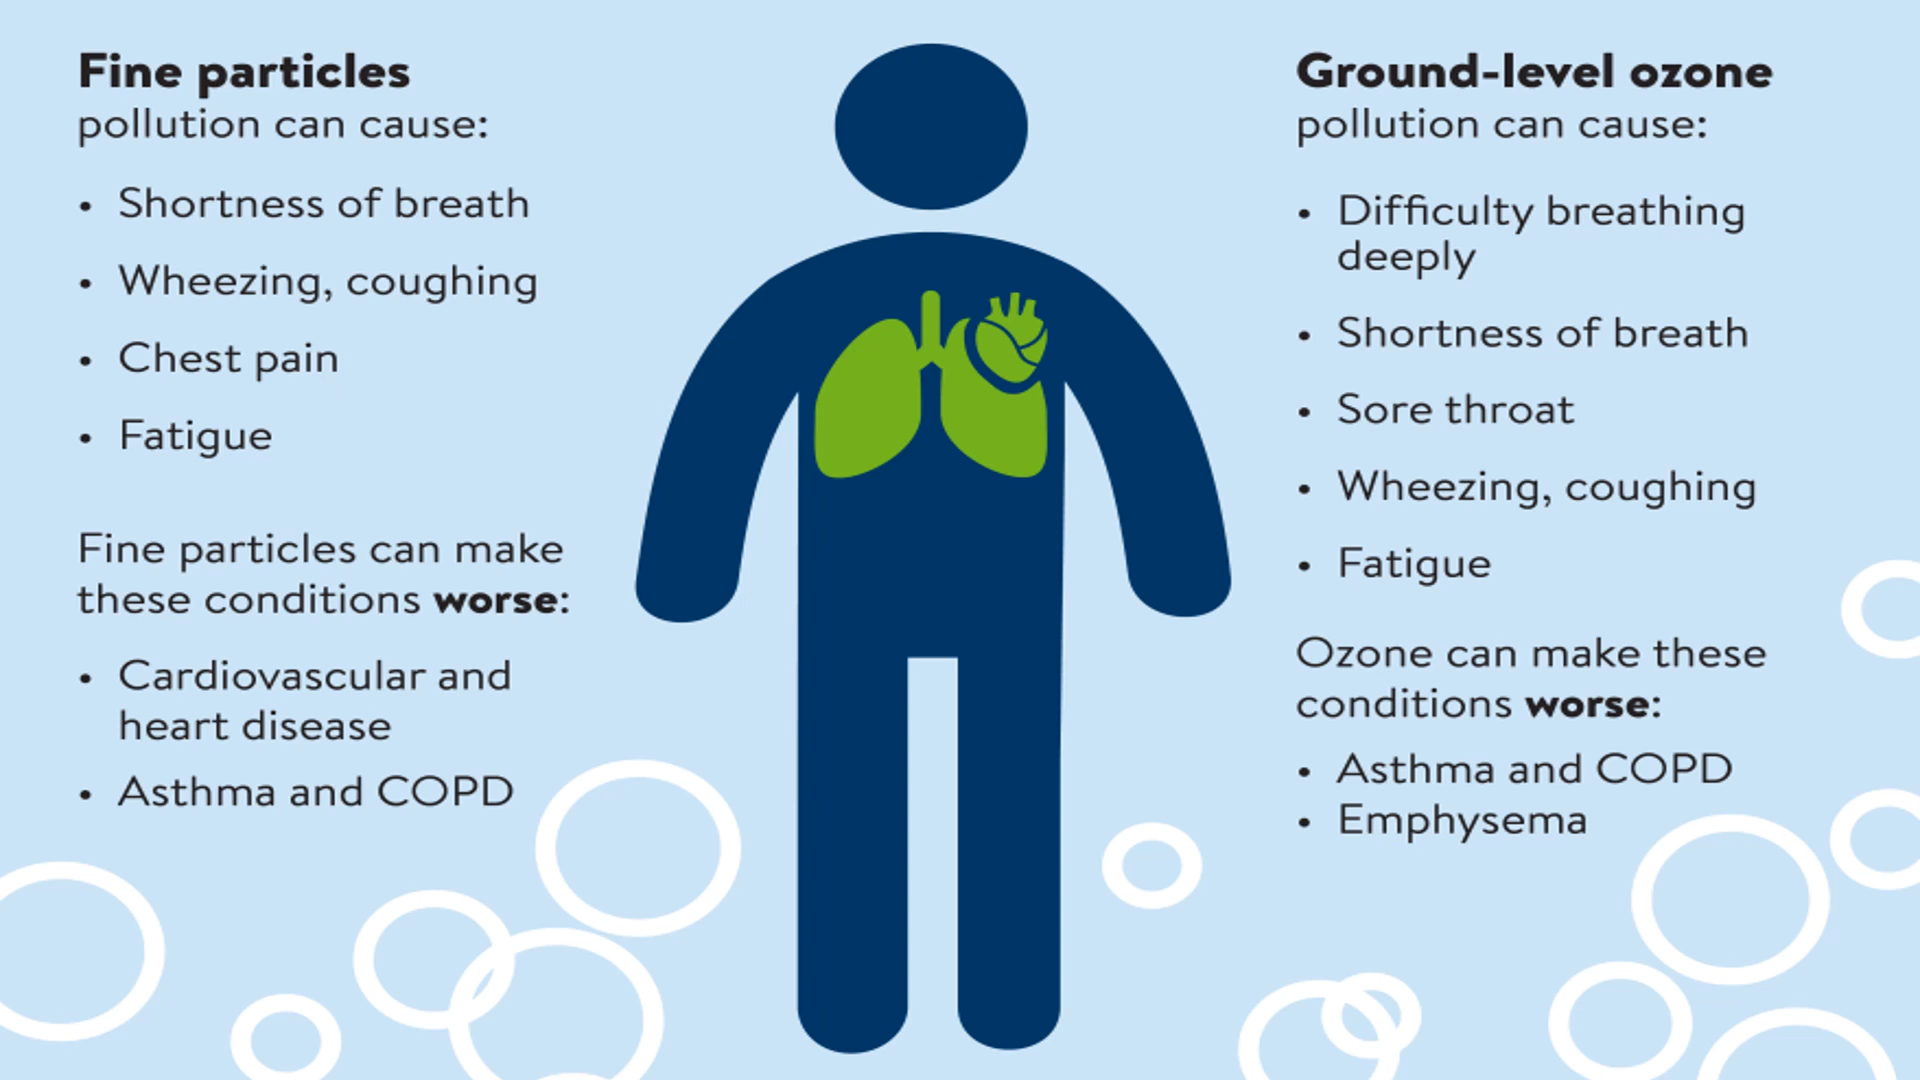 Fine particles
pollution can cause:
• Shortness of breath
• Wheezing, coughing
• Chest pain
• Fatigue
Fine particles can make
these conditions worse:
• Cardiovascular and
heart disease
• Asthma and COPD
Ground-level ozone
pollution can cause:
• Difficulty breathing
deeply
• Shortness of breath
• Sore throat
• Wheezing, coughing
• Fatigue
Ozone can make these
conditions worse:
• Asthma and COPD
• Emphysema